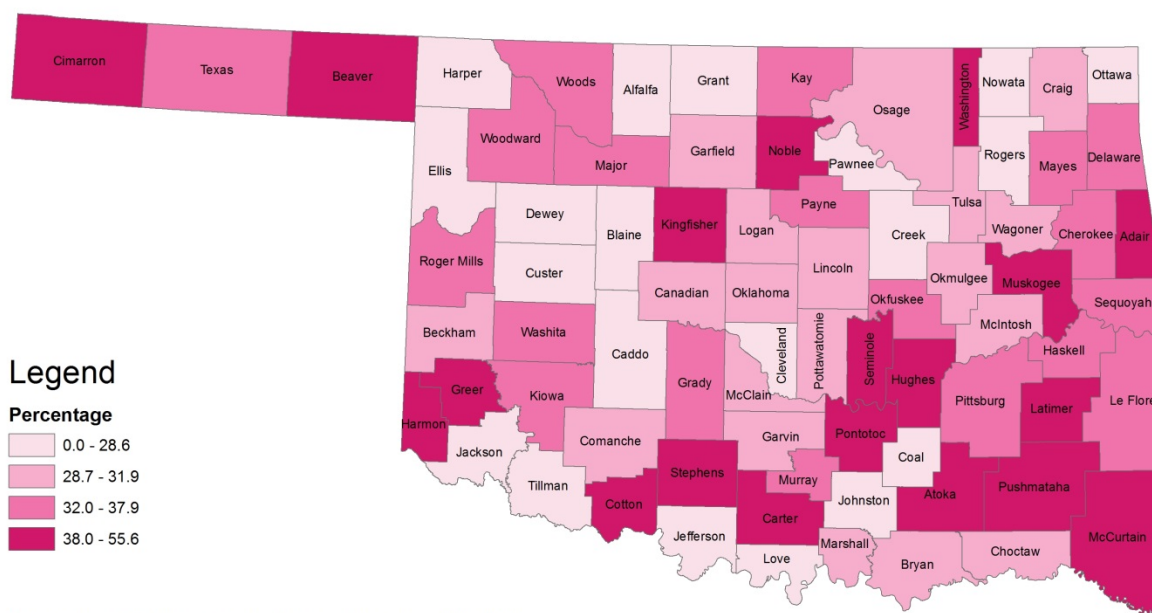 Cimarron
Texas
Beaver
Harper
Woods
Alfalfa
Grant
Kay
Osage
Washington
Nowata
Craig
Ottawa
Woodward
Major
Garfield
Noble
Pawnee
Rogers
Mayes
Delaware
Ellis
Dewey
Blaine
Kingfisher
Logan
Payne
Creek
Tulsa
Wagoner
Cherokee
Adair
Roger Mills
Custer
Canadian
Oklahoma
Lincoln
Okfuskee
Okmulgee
Muskogee
Sequoyah
Beckham
Washita
Caddo
Grady
Cleveland
Pottawatomie
Seminole
Hughes
McIntosh
Haskell
Legend
Percentage
0.0 - 28.6
28.7 - 31.9
32.0 - 37.9
38.0 - 55.6
Harmon
Greer
Kiowa
McClain
Pittsburg
Latimer
Le Flore
Jackson
Comanche
Garvin
Pontotoc
Coal
Tillman
Cotton
Stephens
Murray
Johnston
Atoka
Pushmataha
McCurtain
Jefferson
Carter
Love
Marshall
Bryan
Choctaw